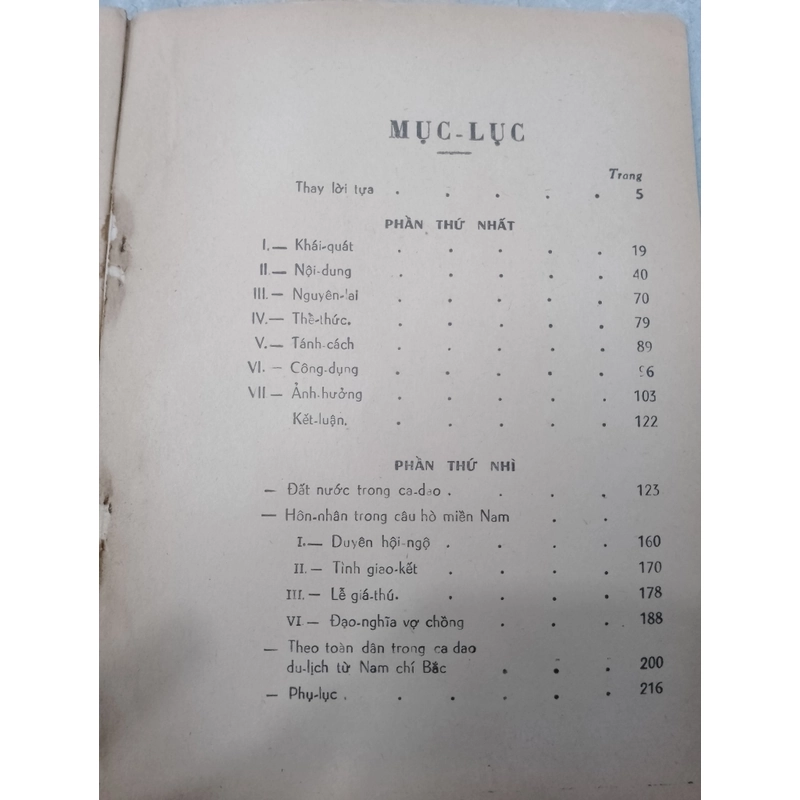 MỤC-LỤC
Trang
Thay lời tựa . . . . . 5
PHẦN THỨ NHẤT
I.— Khái-quát . . . . . 19
II.— Nội-dung . . . . . 40
III.— Nguyên-lai . . . . . 70
IV.— Thể-thức. . . . . . 79
V.— Tánh-cách . . . . . 89
VI. — Công-dụng . . . . . 96
VII — Ảnh-hưởng . . . . . 103
Kết-luận. . . . . . 122
PHẦN THỨ NHÌ
— Đất nước trong ca-dao . . . . 123
— Hôn-nhân trong câu hò miền Nam . .
I.— Duyên hội-ngộ . . . . 160
II. — Tình giao-kết . . . . 170
III. — Lễ giá-thú. . . . . 178
VI — Đạo-nghĩa vợ chồng . . . . 188
— Theo toàn dân trong ca dao
du-lịch từ Nam chí Bắc . . . 200
— Phụ-lục . . . . . . 216